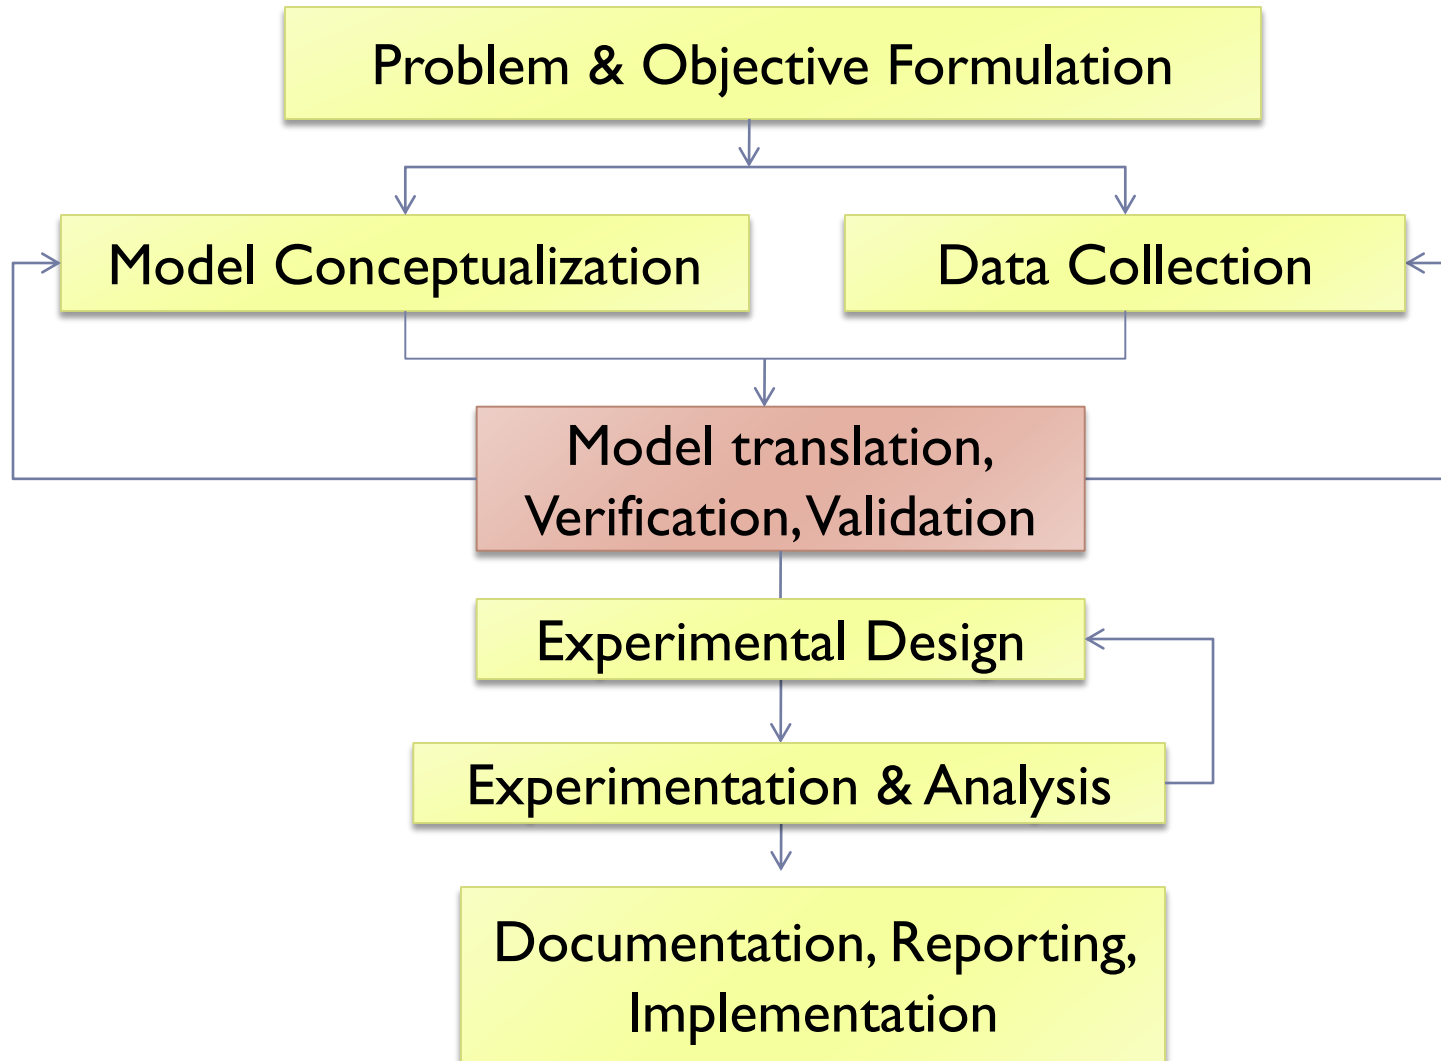 Problem & Objective Formulation
Model Conceptualization
Data Collection
Model translation,
Verification, Validation
Experimental Design
Experimentation & Analysis
Documentation, Reporting,
Implementation